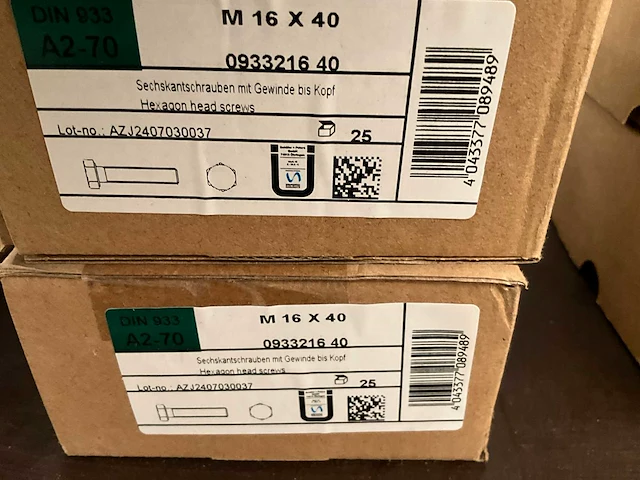 DIN 933
A2-70
M 16 X 40
0933216 40
Sechskantschrauben mit Gewinde bis Kopf
Hexagon head screws
Lot-no.: AZJ2407030037
25
4 043377 089489
DIN 933
A2-70
M 16 X 40
0933216 40
Sechskantschrauben mit Gewinde bis Kopf
Hexagon head screws
Lot-no.: AZJ2407030037
25
4 043377 089489